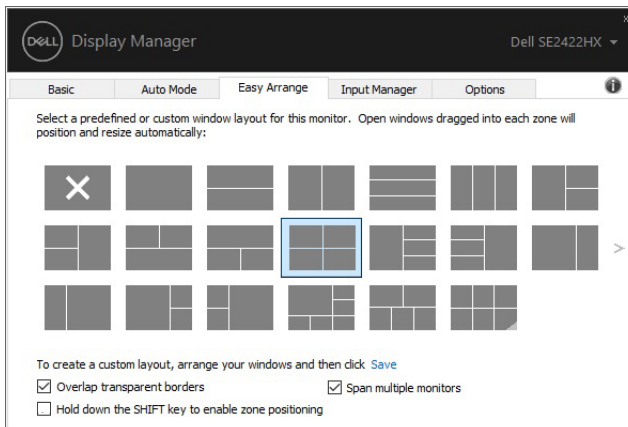 DELL Display Manager
Dell SE2422HX
Basic
Auto Mode
Easy Arrange
Input Manager
Options
Select a predefined or custom window layout for this monitor. Open windows dragged into each zone will
position and resize automatically:
To create a custom layout, arrange your windows and then click Save
Overlap transparent borders
Span multiple monitors
Hold down the SHIFT key to enable zone positioning